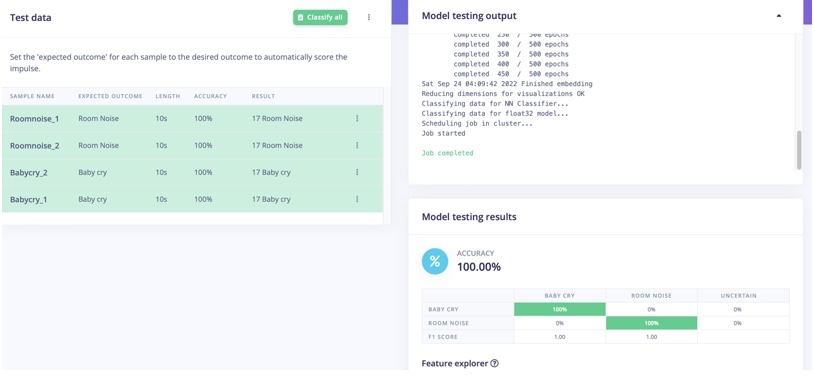 Test data
Classify all
Set the 'expected outcome' for each sample to the desired outcome to automatically score the
impulse.
SAMPLE NAME EXPECTED OUTCOME LENGTH ACCURACY RESULT
Roomnoise_1 Room Noise 10s 100% 17 Room Noise
Roomnoise_2 Room Noise 10s 100% 17 Room Noise
Babycry_2 Baby cry 10s 100% 17 Baby cry
Babycry_1 Baby cry 10s 100% 17 Baby cry
Model testing output
completed 250 / 500 epochs
completed 300 / 500 epochs
completed 350 / 500 epochs
completed 400 / 500 epochs
completed 450 / 500 epochs
Sat Sep 24 04:09:42 2022 Finished embedding
Reducing dimensions for visualizations OK
Classifying data for NN Classifier...
Classifying data for float32 model...
Scheduling job in cluster...
Job started
Job completed
Model testing results
%
ACCURACY
100.00%
BABY CRY ROOM NOISE UNCERTAIN
BABY CRY 100% 0% 0%
ROOM NOISE 0% 100% 0%
F1 SCORE 1.00 1.00
Feature explorer ?